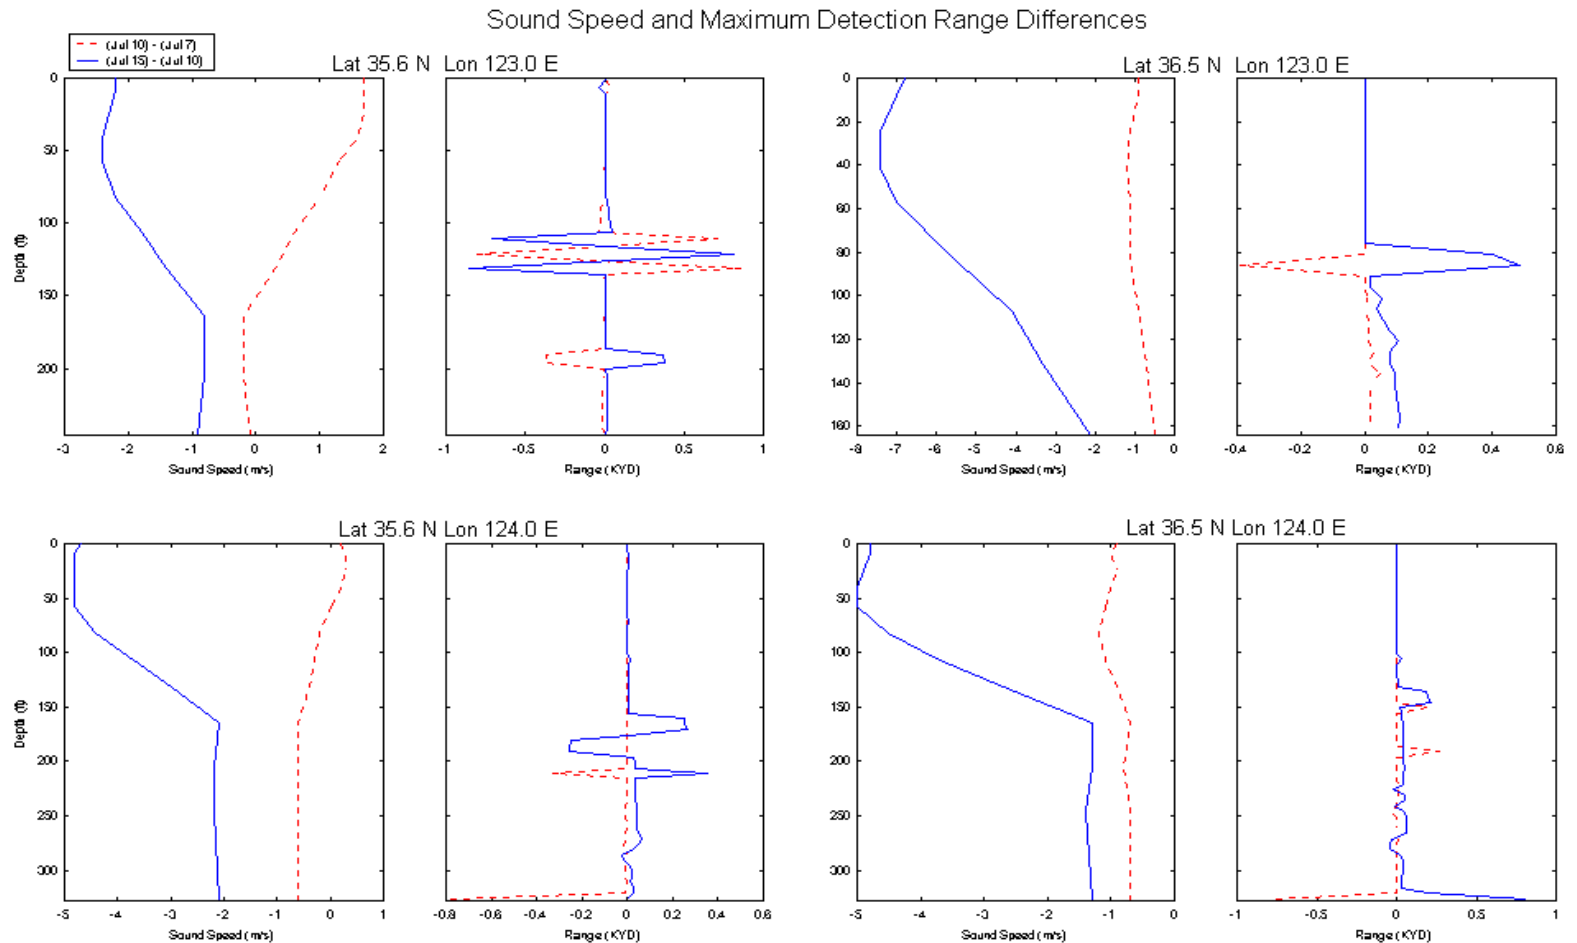 Sound Speed and Maximum Detection Range Differences
(Jul 10) - (Jul 7)
(Jul 15) - (Jul 10)
Lat 35.6 N Lon 123.0 E
Lat 36.5 N Lon 123.0 E
0
50
100
150
200
Depth (ft)
-3 -2 -1 0 1 2
Sound Speed (m/s)
-1 -0.5 0 0.5 1
Range (KYD)
0
20
40
60
80
100
120
140
160
-8 -7 -6 -5 -4 -3 -2 -1 0
Sound Speed (m/s)
-0.4 -0.2 0 0.2 0.4 0.6
Range (KYD)
Lat 35.6 N Lon 124.0 E
Lat 36.5 N Lon 124.0 E
0
50
100
150
200
250
300
Depth (ft)
-5 -4 -3 -2 -1 0 1
Sound Speed (m/s)
-0.8 -0.6 -0.4 -0.2 0 0.2 0.4 0.6
Range (KYD)
0
50
100
150
200
250
300
-5 -4 -3 -2 -1 0
Sound Speed (m/s)
-1 -0.5 0 0.5 1
Range (KYD)